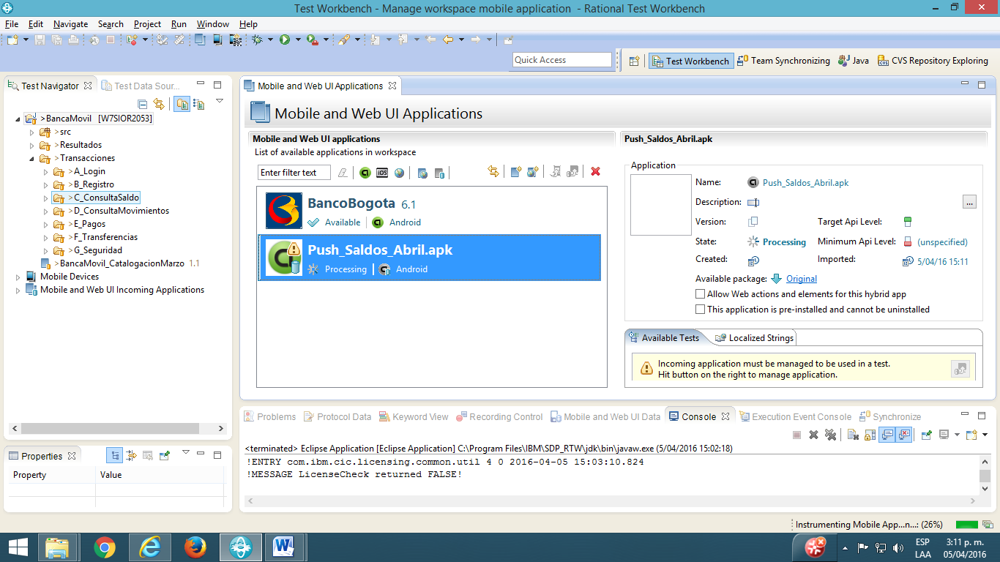 Test Workbench - Manage workspace mobile application - Rational Test Workbench
File Edit Navigate Search Project Run Window Help
Quick Access
Test Workbench
Team Synchronizing
Java
CVS Repository Exploring
Test Navigator
Test Data Sour...
>BancaMovil [W7SIOR2053]
>src
>Resultados
>Transacciones
>A_Login
>B_Registro
>C_ConsultaSaldo
>D_ConsultaMovimientos
>E_Pagos
>F_Transferencias
>G_Seguridad
>BancaMovil_CatalogacionMarzo 1.1
Mobile Devices
Mobile and Web UI Incoming Applications
Properties
Property Value
Mobile and Web UI Applications
Mobile and Web UI Applications
Mobile and Web UI applications
List of available applications in workspace
Enter filter text
iOS
BancoBogota 6.1
Available Android
Push_Saldos_Abril.apk
Processing Android
Push_Saldos_Abril.apk
Application
Name: Push_Saldos_Abril.apk
Description: ...
Version: Target Api Level:
State: Processing Minimum Api Level: (unspecified)
Created: Imported: 5/04/16 15:11
Available package: Original
Allow Web actions and elements for this hybrid app
This application is pre-installed and cannot be uninstalled
Available Tests Localized Strings
Incoming application must be managed to be used in a test.
Hit button on the right to manage application.
Problems Protocol Data Keyword View Recording Control Mobile and Web UI Data Console Execution Event Console Synchronize
<terminated> Eclipse Application [Eclipse Application] C:\Program Files\IBM\SDP_RTW\jdk\bin\javaw.exe (5/04/2016 15:02:18)
!ENTRY com.ibm.cic.licensing.common.util 4 0 2016-04-05 15:03:10.824
!MESSAGE LicenseCheck returned FALSE!
Instrumenting Mobile App...n...: (26%)
ESP
LAA
3:11 p. m.
05/04/2016